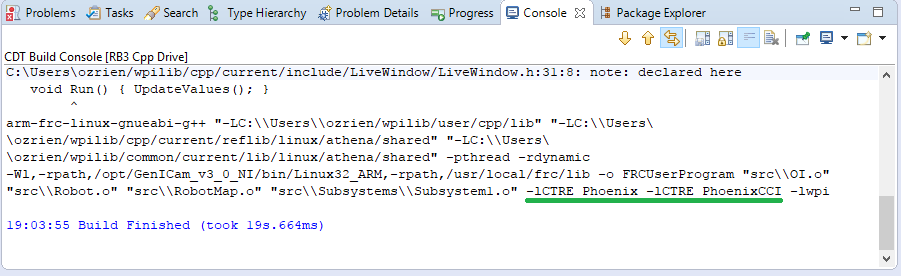 Problems Tasks Search Type Hierarchy Problem Details Progress Console Package Explorer
CDT Build Console [RB3 Cpp Drive]
C:\Users\ozrien/wpilib/cpp/current/include/LiveWindow/LiveWindow.h:31:8: note: declared here
void Run() { UpdateValues(); }
^
arm-frc-linux-gnueabi-g++ "-LC:\\Users\\ozrien/wpilib/user/cpp/lib" "-LC:\\Users\
\ozrien/wpilib/cpp/current/reflib/linux/athena/shared" "-LC:\\Users\
\ozrien/wpilib/common/current/lib/linux/athena/shared" -pthread -rdynamic
-Wl,-rpath,/opt/GenICam_v3_0_NI/bin/Linux32_ARM,-rpath,/usr/local/frc/lib -o FRCUserProgram "src\\OI.o"
"src\\Robot.o" "src\\RobotMap.o" "src\\Subsystems\\Subsystem1.o" -lCTRE_Phoenix -lCTRE_PhoenixCCI -lwpi
19:03:55 Build Finished (took 19s.664ms)